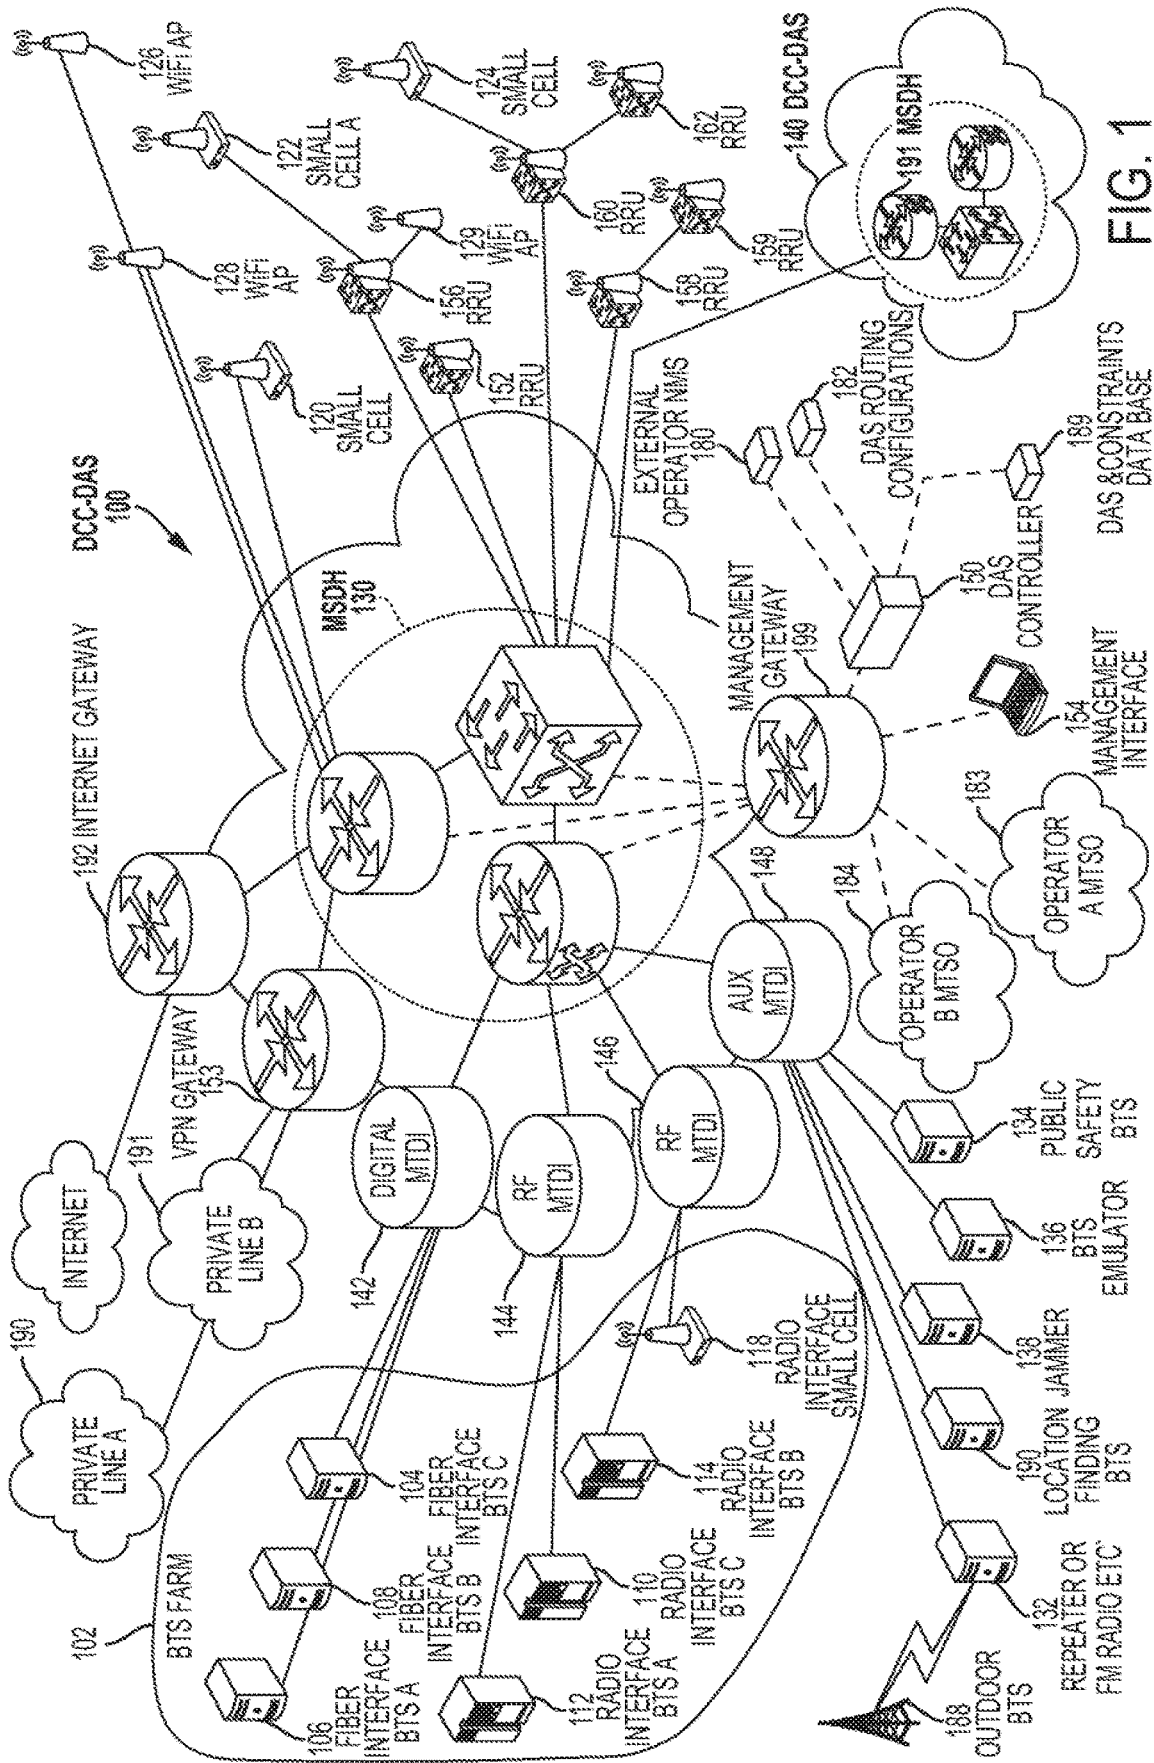 DCC-DAS
100
192 INTERNET GATEWAY
INTERNET
190
PRIVATE
LINE A
191
PRIVATE
LINE B
VPN GATEWAY
153
MSDH
130
126
WIFI AP
128
WIFI
AP
122
SMALL
CELL A
120
SMALL
CELL
124
SMALL
CELL
129
WIFI
AP
156
RRU
152
RRU
160
RRU
162
RRU
158
RRU
159
RRU
140 DCC-DAS
191 MSDH
EXTERNAL
OPERATOR NMS
180
182
DAS ROUTING
CONFIGURATIONS
189
DAS &CONSTRAINTS
DATA BASE
150
DAS
CONTROLLER
MANAGEMENT
GATEWAY
199
154
MANAGEMENT
INTERFACE
183
OPERATOR
A MTSO
184
OPERATOR
B MTSO
148
AUX
MTDI
146
RF
MTDI
144
RF
MTDI
142
DIGITAL
MTDI
102
BTS FARM
106
FIBER
INTERFACE
BTS A
108
FIBER
INTERFACE
BTS B
104
FIBER
INTERFACE
BTS C
112
RADIO
INTERFACE
BTS A
110
RADIO
INTERFACE
BTS C
114
RADIO
INTERFACE
BTS B
118
RADIO
INTERFACE
SMALL CELL
134
PUBLIC
SAFETY
BTS
136
BTS
EMULATOR
138
JAMMER
190
LOCATION
FINDING
BTS
132
REPEATER OR
FM RADIO ETC`
188
OUTDOOR
BTS
FIG. 1